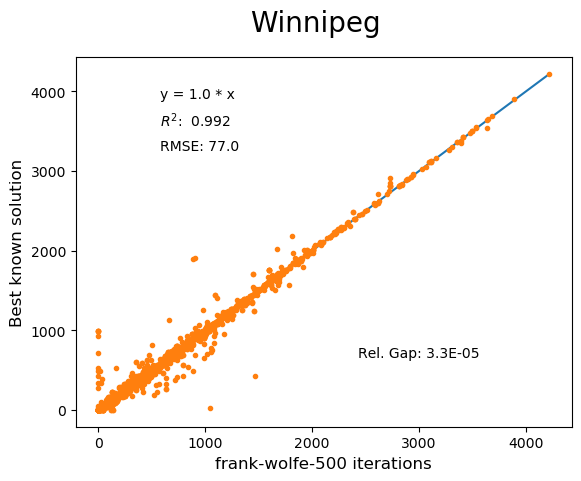 Winnipeg
y = 1.0 * x
R²: 0.992
RMSE: 77.0
Rel. Gap: 3.3E-05
Best known solution
4000
3000
2000
1000
0
0 1000 2000 3000 4000
frank-wolfe-500 iterations